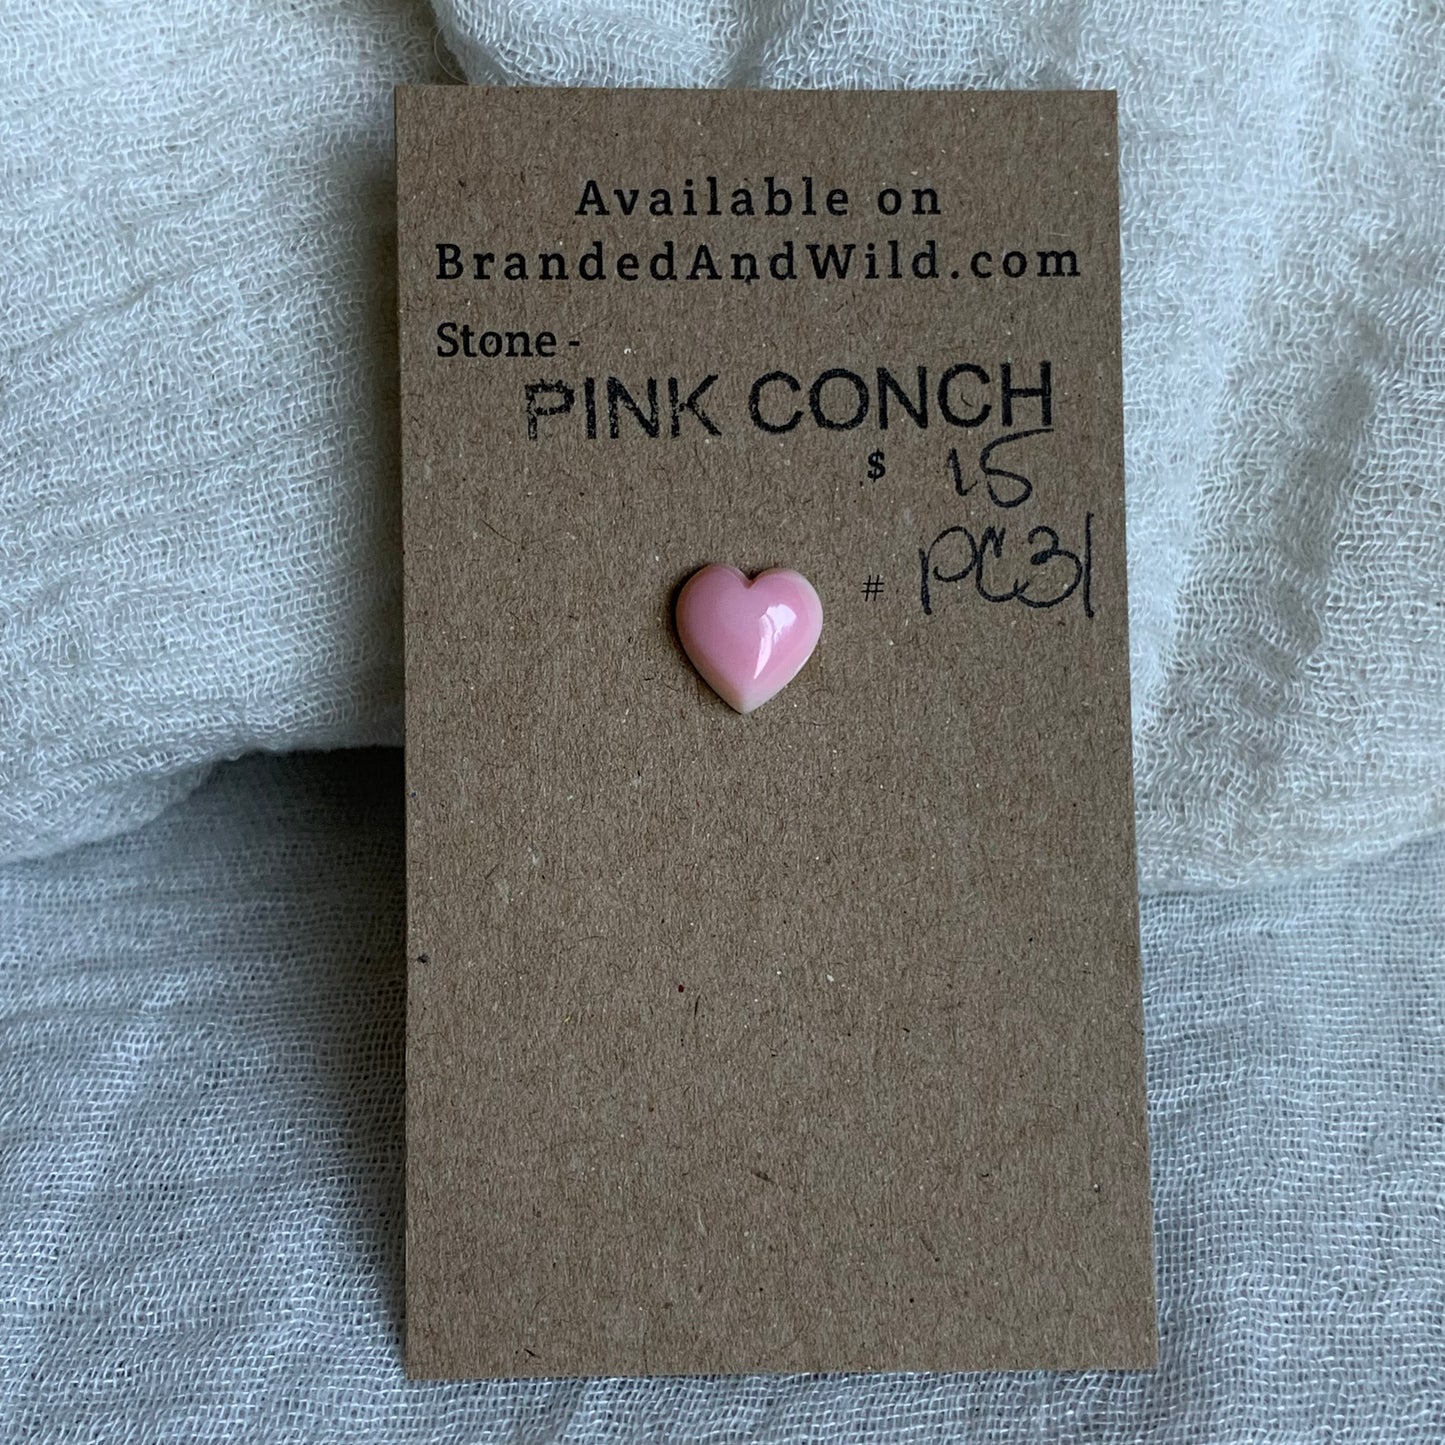 Available on
BrandedAndWild.com
Stone -
PINK CONCH
$ 15
# PC31